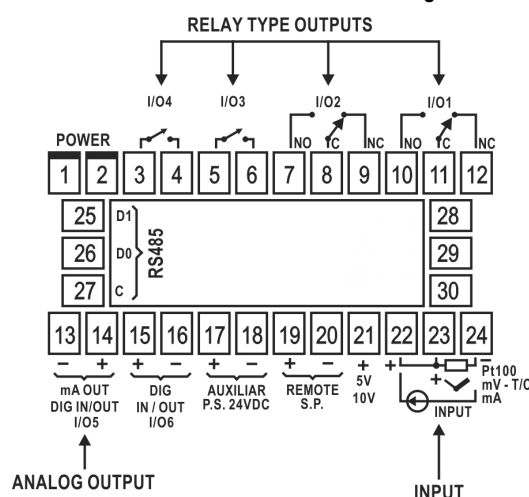 RELAY TYPE OUTPUTS
I/O4 I/O3 I/O2 I/O1
POWER NO C NC NO C NC
1 2 3 4 5 6 7 8 9 10 11 12
25 D1 28
26 D0 RS485 29
27 C 30
13 14 15 16 17 18 19 20 21 22 23 24
− + + − + − + − + + −
mA OUT DIG AUXILIAR REMOTE 5V + Pt100
DIG IN/OUT IN / OUT P.S. 24VDC S.P. 10V mV - T/C
I/O5 I/O6 INPUT mA
ANALOG OUTPUT INPUT